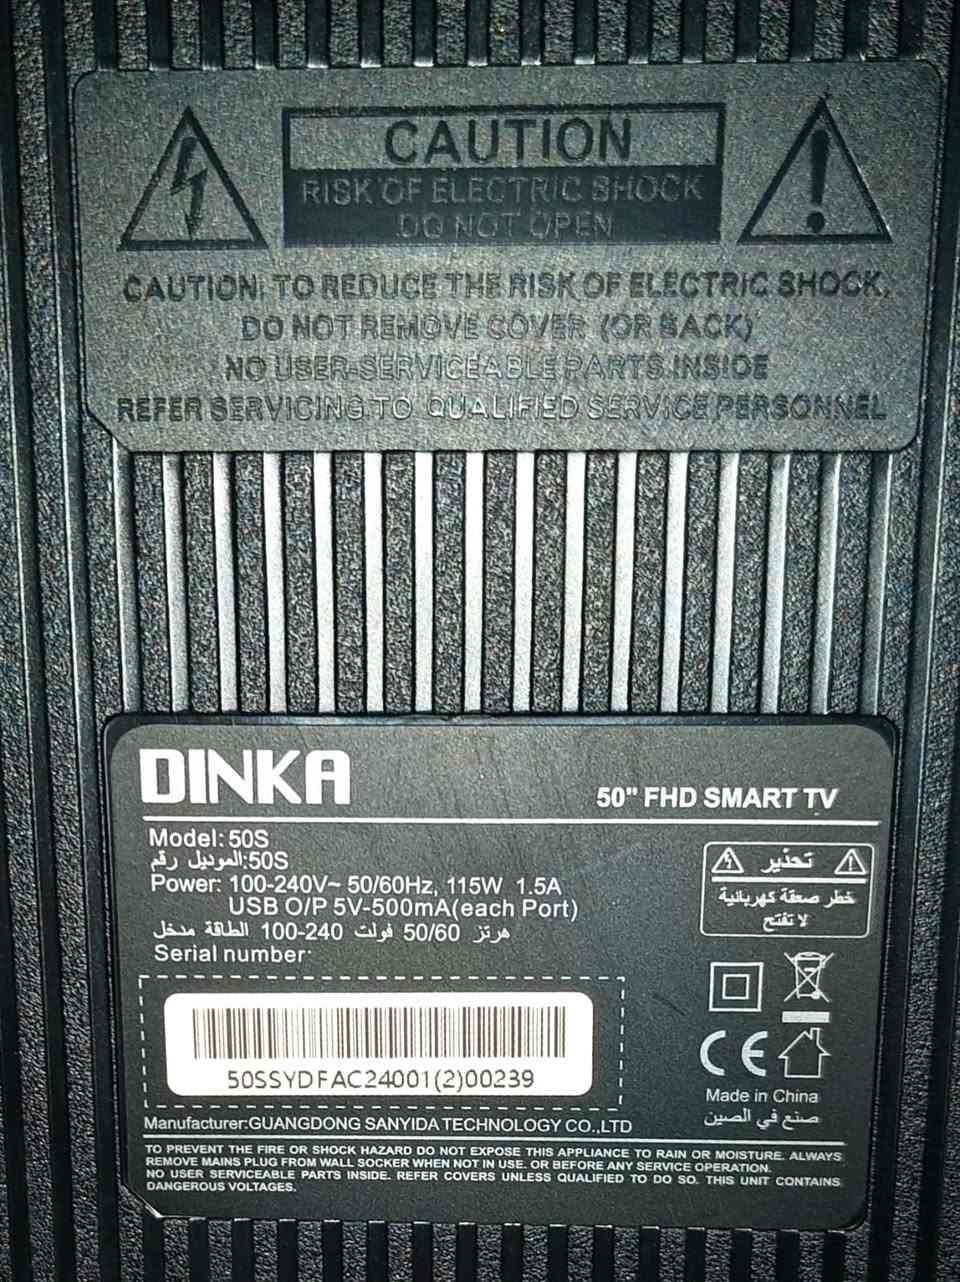 CAUTION
RISK OF ELECTRIC SHOCK
DO NOT OPEN
CAUTION: TO REDUCE THE RISK OF ELECTRIC SHOCK,
DO NOT REMOVE COVER (OR BACK)
NO USER-SERVICEABLE PARTS INSIDE
REFER SERVICING TO QUALIFIED SERVICE PERSONNEL
DINKA
50" FHD SMART TV
Model: 50S
الموديل رقم:50S
Power: 100-240V~ 50/60Hz, 115W 1.5A
USB O/P 5V-500mA(each Port)
هرتز 50/60 فولت 100-240 الطاقة مدخل
Serial number:
50SSYDFAC24001(2)00239
تحذير
خطر صعقة كهربائية
لا تفتح
CE
Made in China
صنع في الصين
Manufacturer:GUANGDONG SANYIDA TECHNOLOGY CO.,LTD
TO PREVENT THE FIRE OR SHOCK HAZARD DO NOT EXPOSE THIS APPLIANCE TO RAIN OR MOISTURE. ALWAYS
REMOVE MAINS PLUG FROM WALL SOCKER WHEN NOT IN USE. OR BEFORE ANY SERVICE OPERATION.
NO USER SERVICEABLE PARTS INSIDE. REFER COVERS UNLESS QUALIFIED TO DO SO. THIS UNIT CONTAINS
DANGEROUS VOLTAGES.